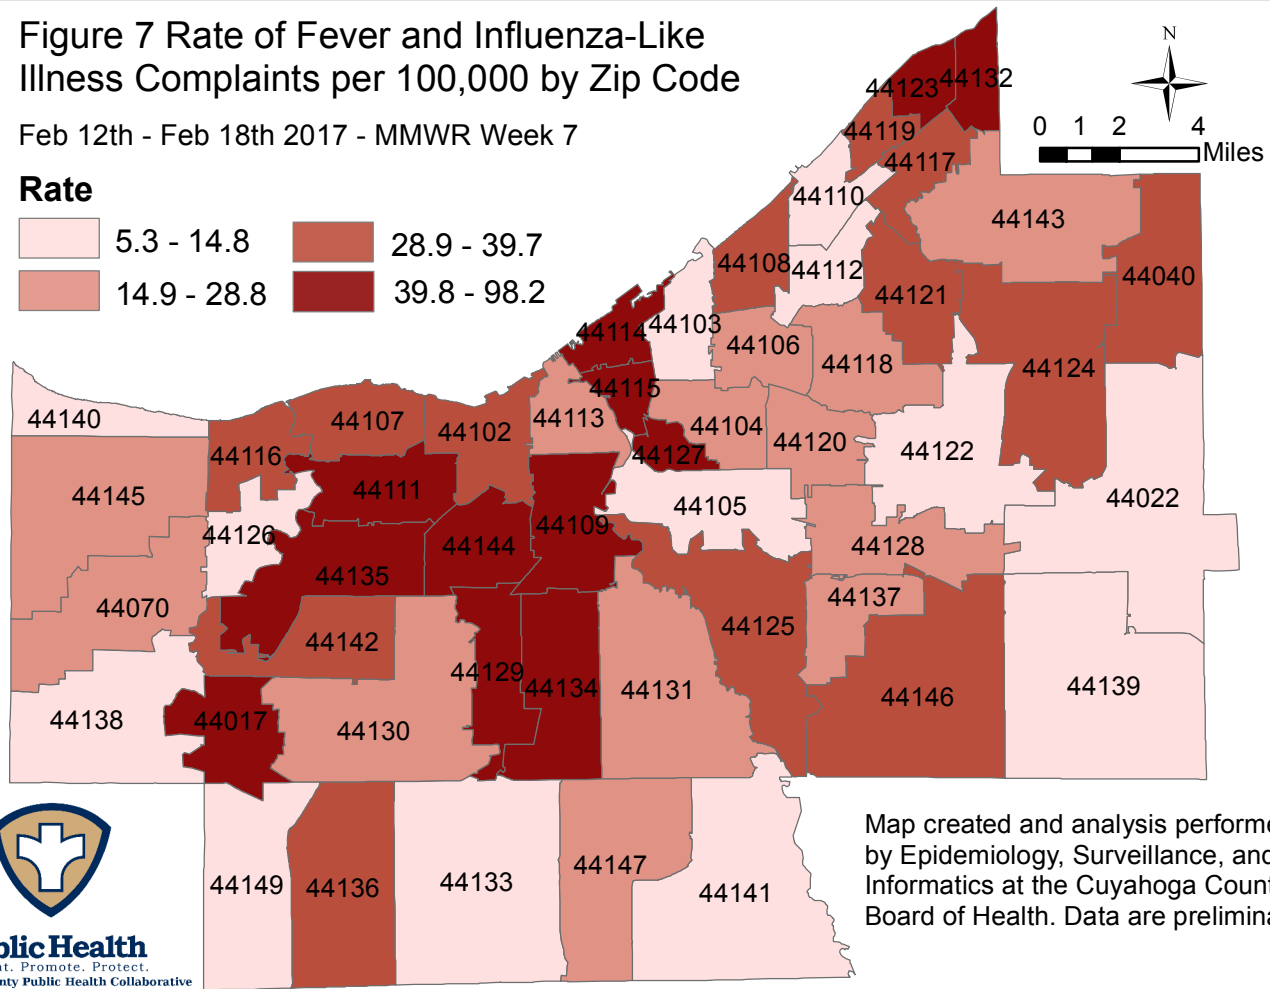 Figure 7 Rate of Fever and Influenza-Like
Illness Complaints per 100,000 by Zip Code
Feb 12th - Feb 18th 2017 - MMWR Week 7
Rate
5.3 - 14.8
28.9 - 39.7
14.9 - 28.8
39.8 - 98.2
N
0 1 2 4
Miles
44123
44132
44119
44117
44110
44143
44108
44112
44040
44121
44114
44103
44106
44118
44124
44115
44140
44107
44102
44113
44104
44120
44127
44122
44116
44145
44111
44105
44022
44126
44109
44144
44128
44135
44070
44137
44142
44125
44129
44134
44131
44146
44139
44138
44017
44130
44149
44136
44133
44147
44141
Map created and analysis performe
by Epidemiology, Surveillance, and
Informatics at the Cuyahoga Count
Board of Health. Data are prelimina
blic Health
nt. Promote. Protect.
nty Public Health Collaborative